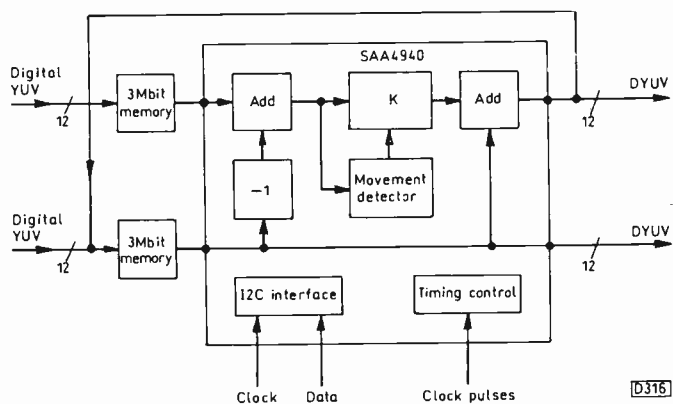 SAA4940
Digital
YUV
12
3Mbit
memory
Add
K
Add
DYUV
12
−1
Movement
detector
Digital
YUV
12
3Mbit
memory
DYUV
12
I2C interface
Timing control
Clock
Data
Clock pulses
D316